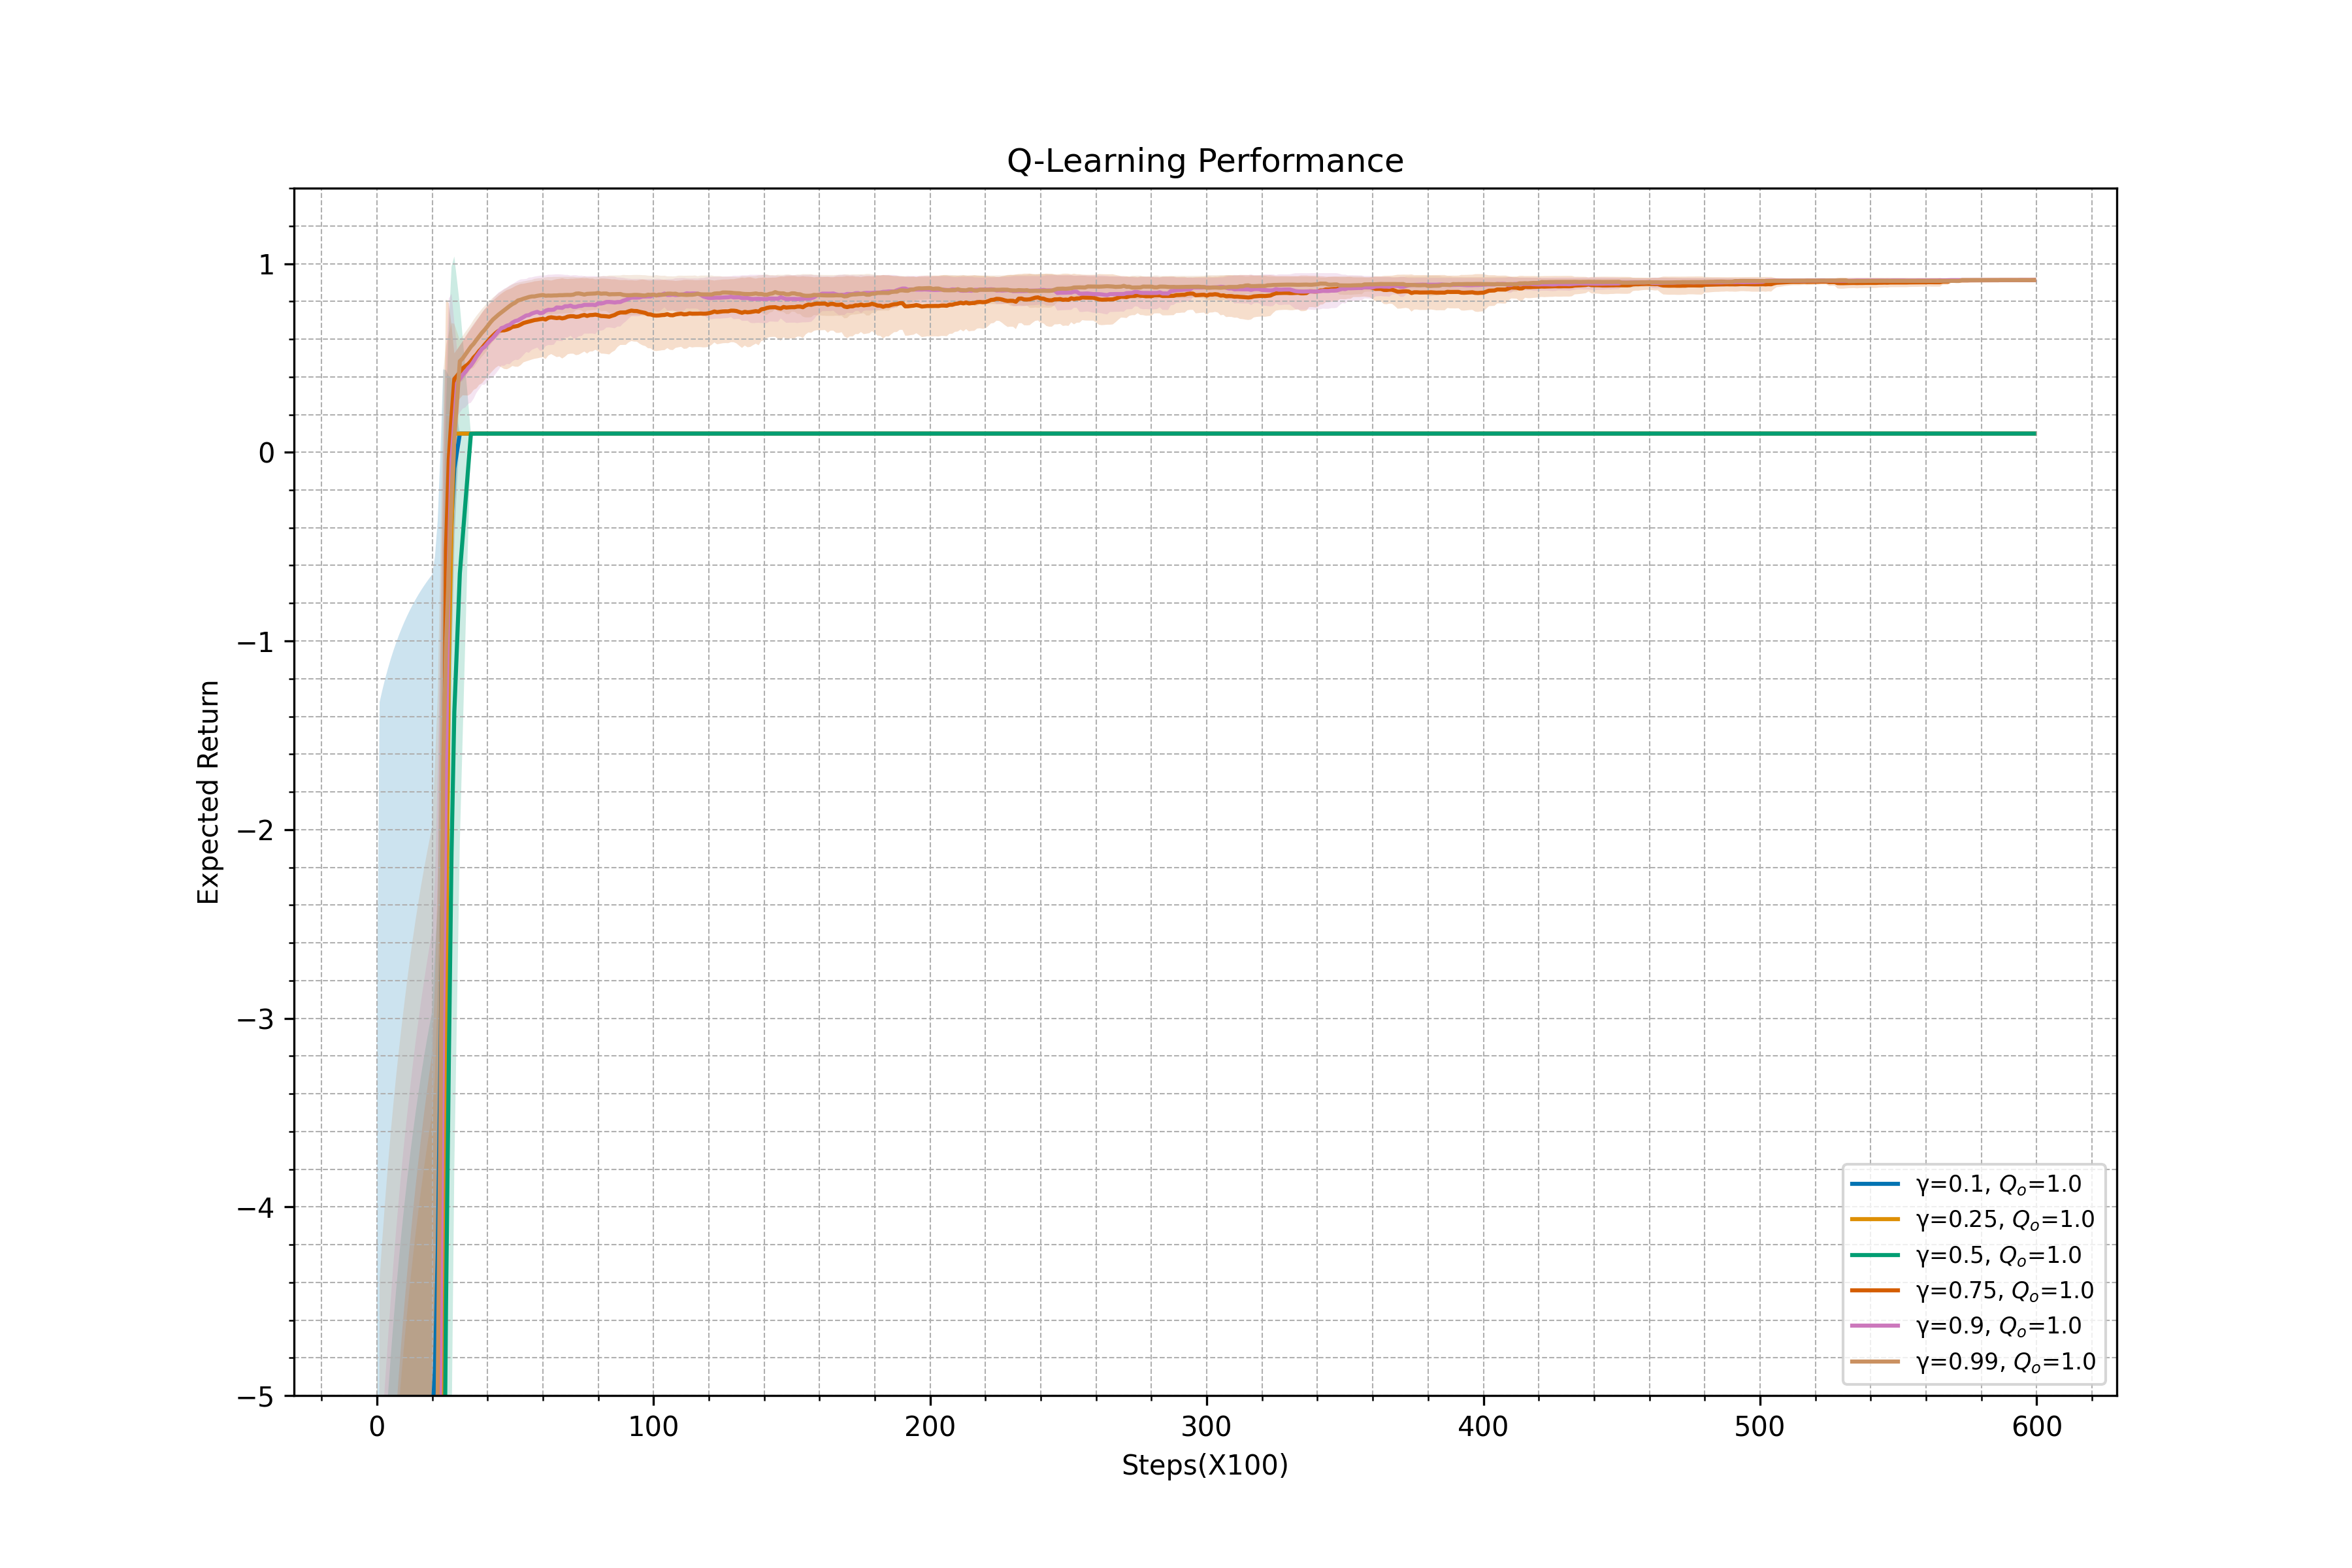 Q-Learning Performance
Expected Return
1
0
−1
−2
−3
−4
−5
0 100 200 300 400 500 600
Steps(X100)
γ=0.1, Qₒ=1.0
γ=0.25, Qₒ=1.0
γ=0.5, Qₒ=1.0
γ=0.75, Qₒ=1.0
γ=0.9, Qₒ=1.0
γ=0.99, Qₒ=1.0